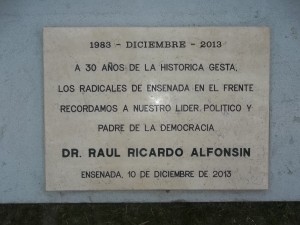 1983 - DICIEMBRE - 2013
A 30 AÑOS DE LA HISTORICA GESTA,
LOS RADICALES DE ENSENADA EN EL FRENTE
RECORDAMOS A NUESTRO LIDER POLITICO Y
PADRE DE LA DEMOCRACIA
DR. RAUL RICARDO ALFONSIN
ENSENADA, 10 DE DICIEMBRE DE 2013